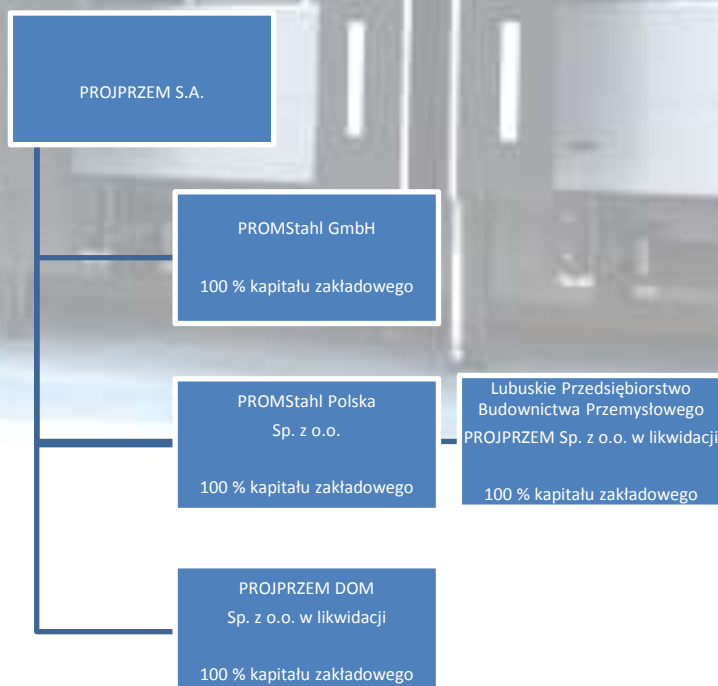 PROJPRZEM S.A.
PROMStahl GmbH
100 % kapitału zakładowego
PROMStahl Polska
Sp. z o.o.
100 % kapitału zakładowego
Lubuskie Przedsiębiorstwo
Budownictwa Przemysłowego
PROJPRZEM Sp. z o.o. w likwidacji
100 % kapitału zakładowego
PROJPRZEM DOM
Sp. z o.o. w likwidacji
100 % kapitału zakładowego